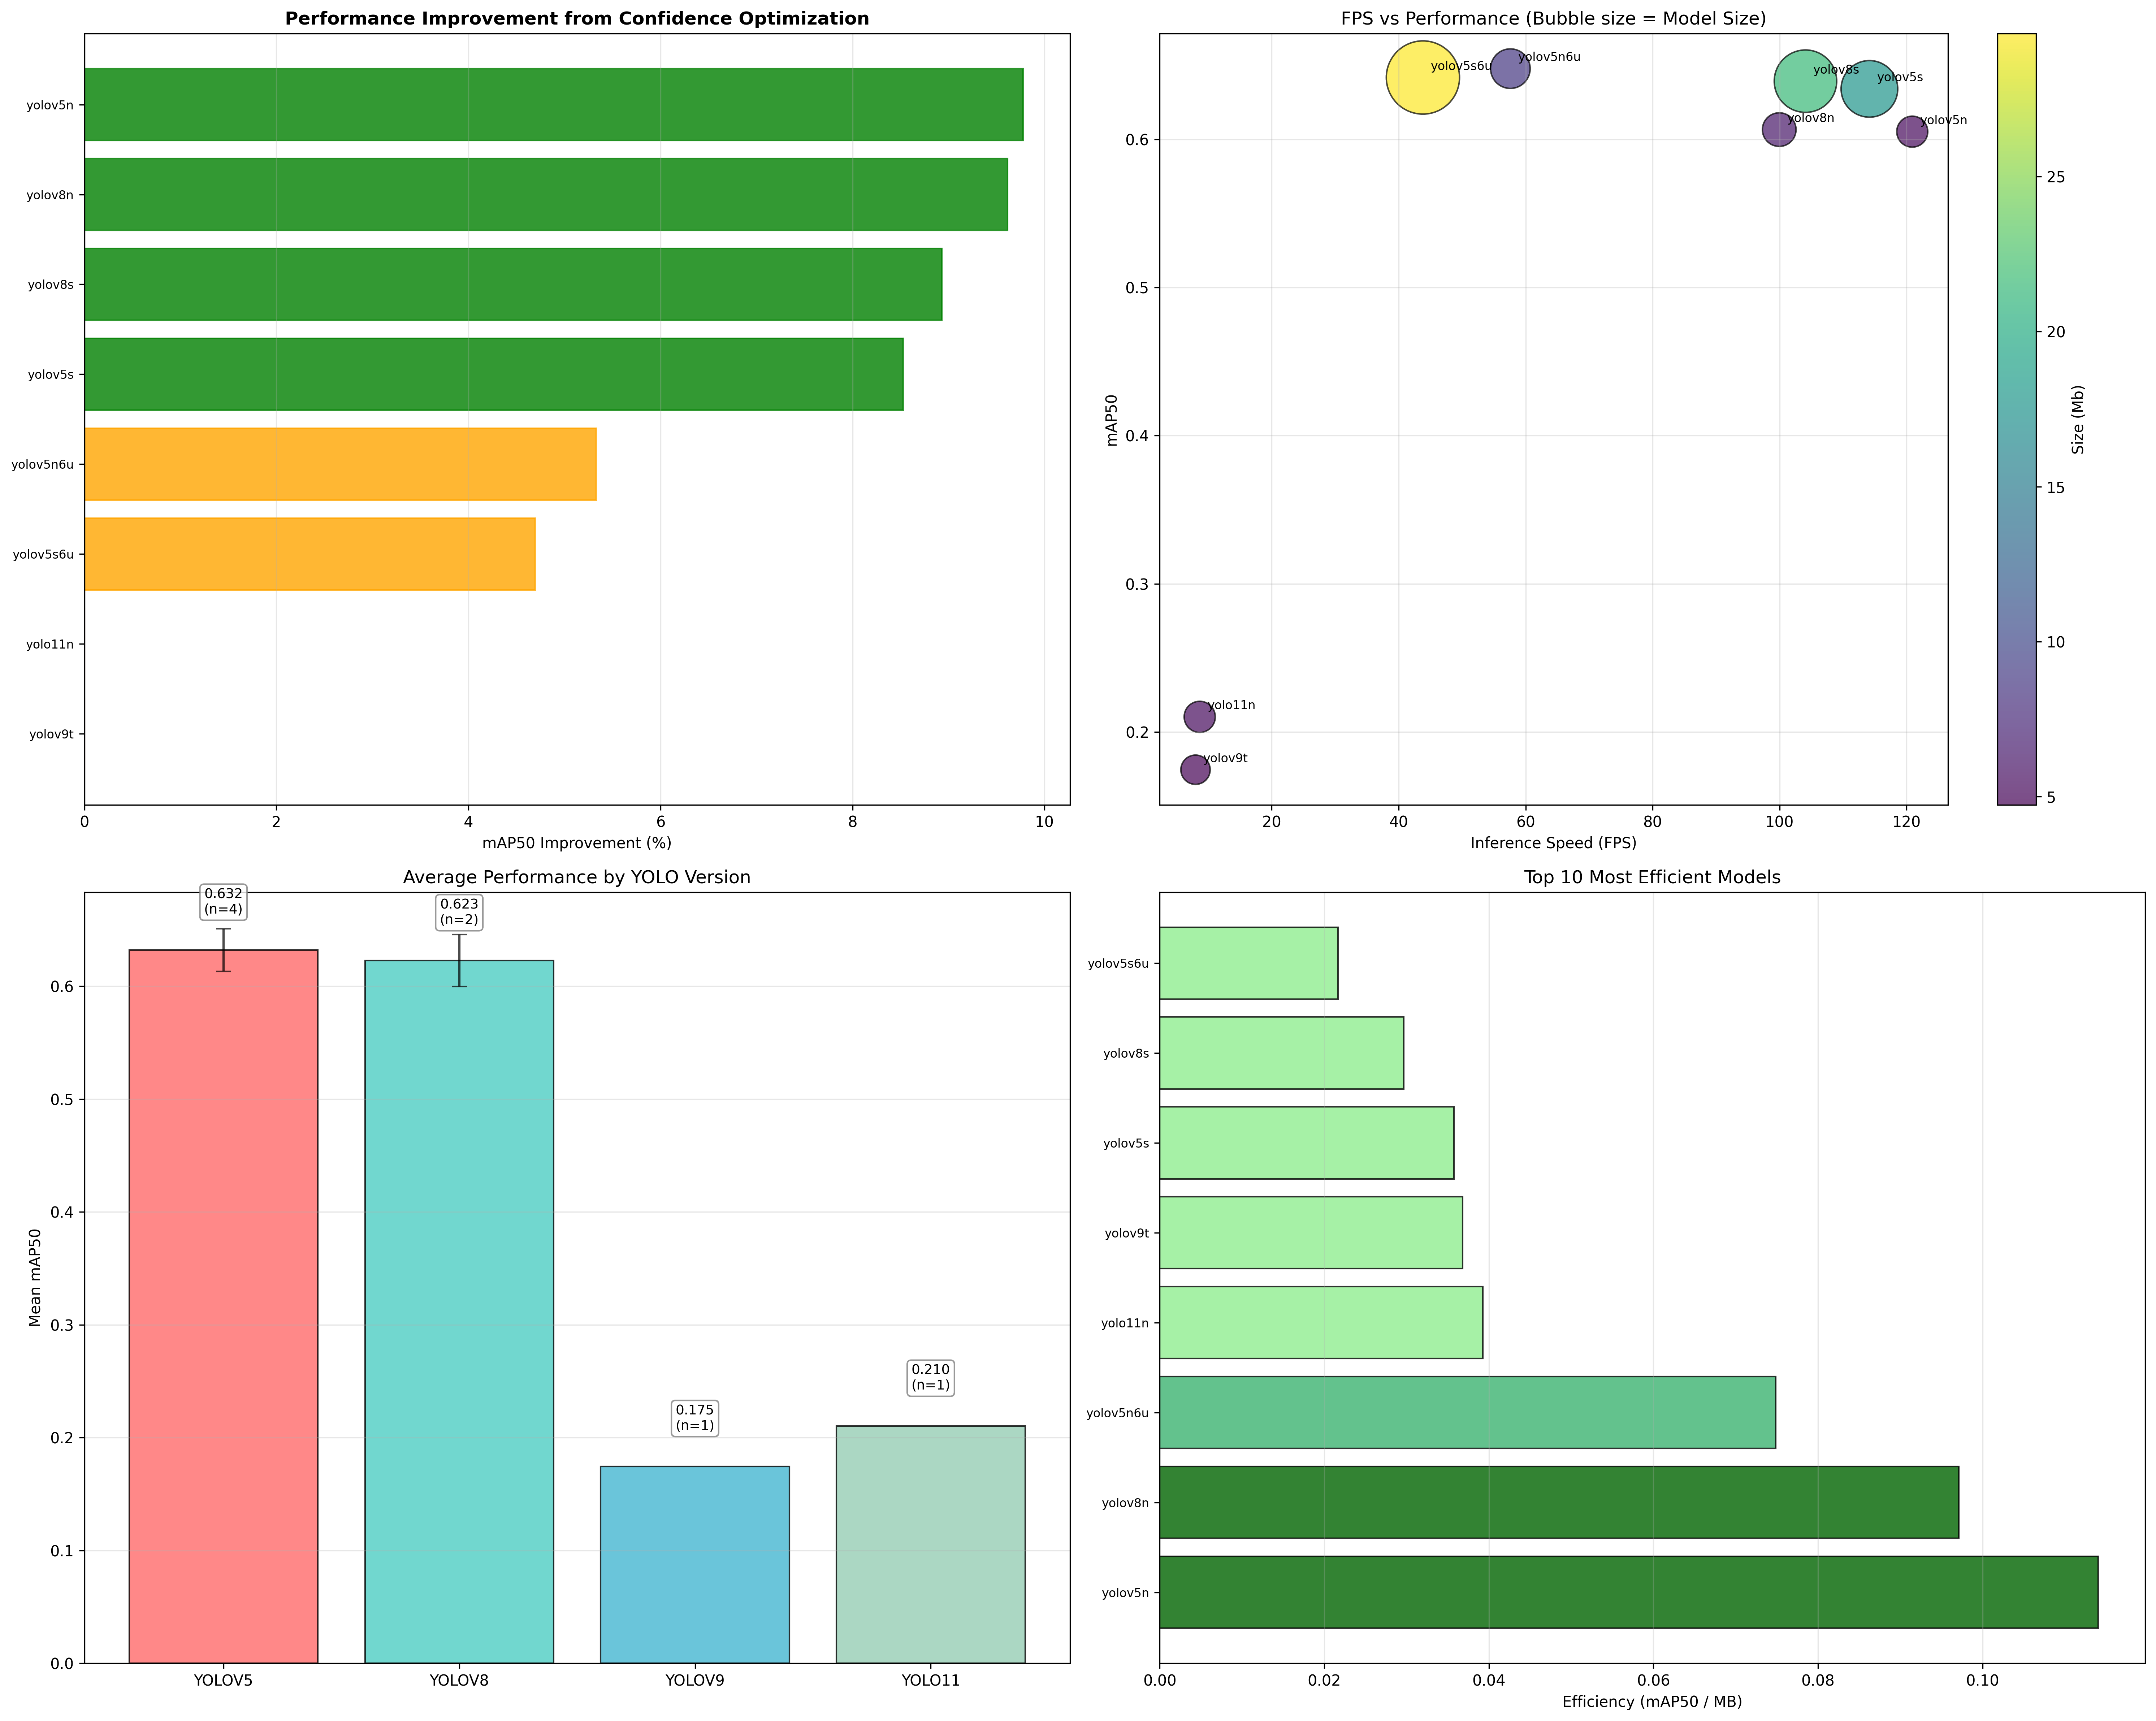 Performance Improvement from Confidence Optimization
yolov5n
yolov8n
yolov8s
yolov5s
yolov5n6u
yolov5s6u
yolo11n
yolov9t
0 2 4 6 8 10
mAP50 Improvement (%)
FPS vs Performance (Bubble size = Model Size)
mAP50
0.6
0.5
0.4
0.3
0.2
yolov5s6u
yolov5n6u
yolov8s
yolov5s
yolov8n
yolov5n
yolo11n
yolov9t
20 40 60 80 100 120
Inference Speed (FPS)
25
20
15
10
5
Size (Mb)
Average Performance by YOLO Version
Mean mAP50
0.6
0.5
0.4
0.3
0.2
0.1
0.0
0.632
(n=4)
0.623
(n=2)
0.175
(n=1)
0.210
(n=1)
YOLOV5 YOLOV8 YOLOV9 YOLO11
Top 10 Most Efficient Models
yolov5s6u
yolov8s
yolov5s
yolov9t
yolo11n
yolov5n6u
yolov8n
yolov5n
0.00 0.02 0.04 0.06 0.08 0.10
Efficiency (mAP50 / MB)